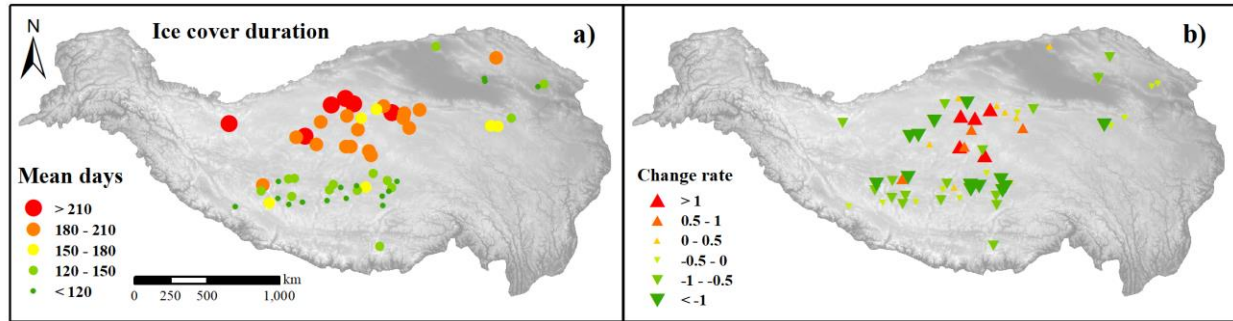 N
Ice cover duration
a)
Mean days
> 210
180 - 210
150 - 180
120 - 150
< 120
km
0 250 500 1,000
b)
Change rate
> 1
0.5 - 1
0 - 0.5
-0.5 - 0
-1 - -0.5
< -1